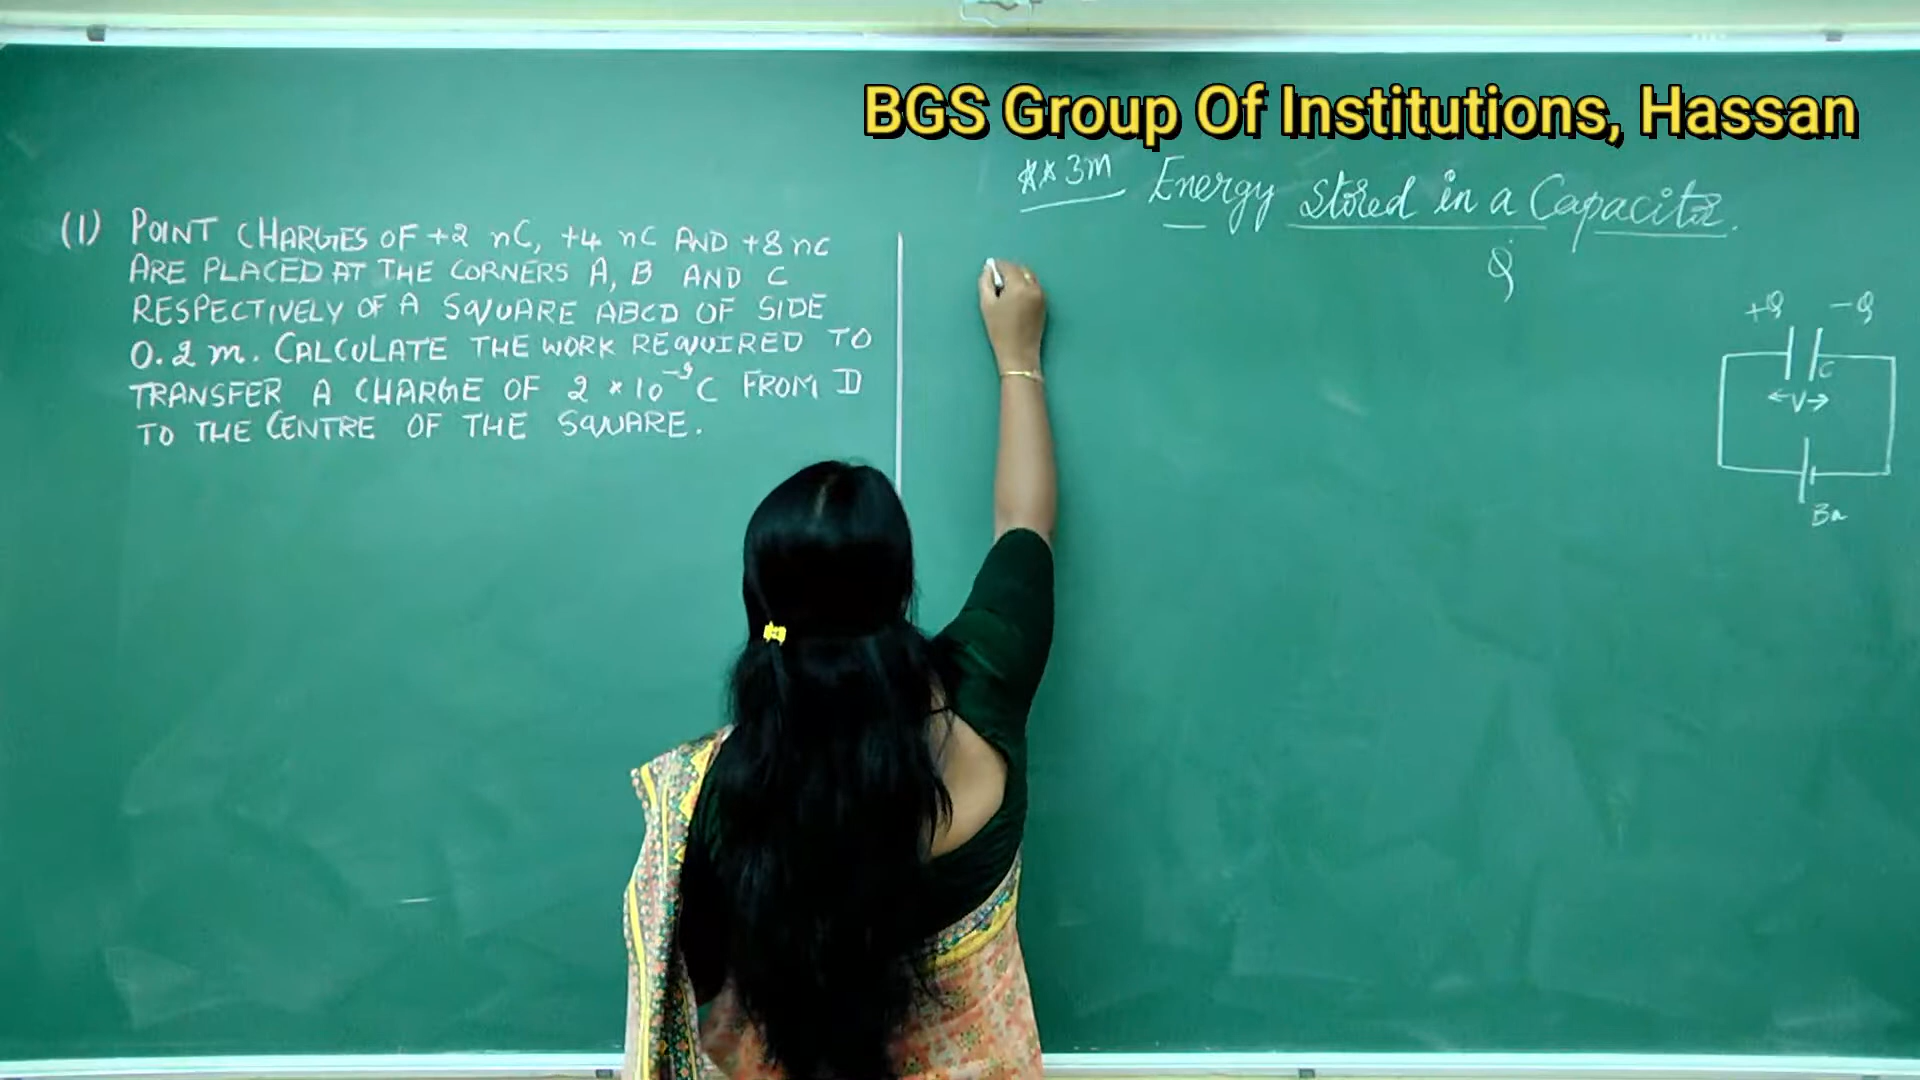 BGS Group Of Institutions, Hassan
** 3m Energy stored in a Capacitor.
Q
(1) POINT CHARGES OF +2 nC, +4 nC AND +8 nC
ARE PLACED AT THE CORNERS A, B AND C
RESPECTIVELY OF A SQUARE ABCD OF SIDE
0.2 m. CALCULATE THE WORK REQUIRED TO
TRANSFER A CHARGE OF 2 * 10⁻⁹ C FROM D
TO THE CENTRE OF THE SQUARE.
+Q -Q
C
←V→
Ba